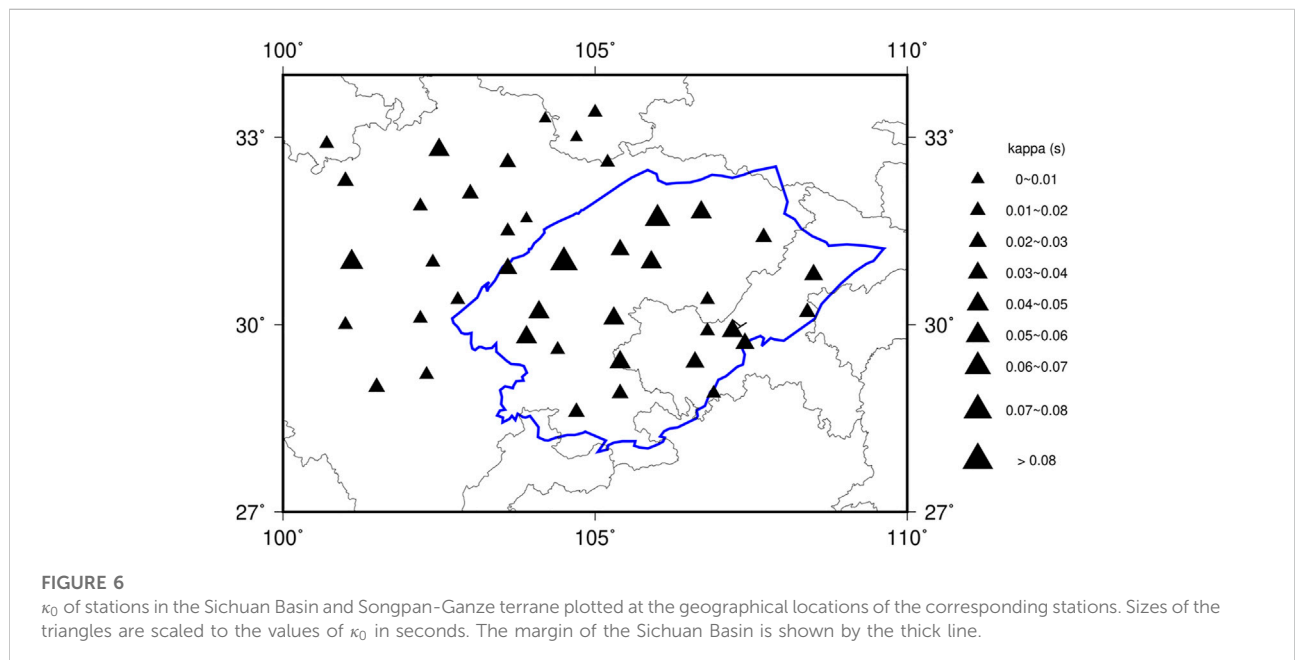 100° 105° 110°
33° 33°
30° 30°
27° 27°
100° 105° 110°
kappa (s)
0~0.01
0.01~0.02
0.02~0.03
0.03~0.04
0.04~0.05
0.05~0.06
0.06~0.07
0.07~0.08
> 0.08
FIGURE 6
κ0 of stations in the Sichuan Basin and Songpan-Ganze terrane plotted at the geographical locations of the corresponding stations. Sizes of the
triangles are scaled to the values of κ0 in seconds. The margin of the Sichuan Basin is shown by the thick line.